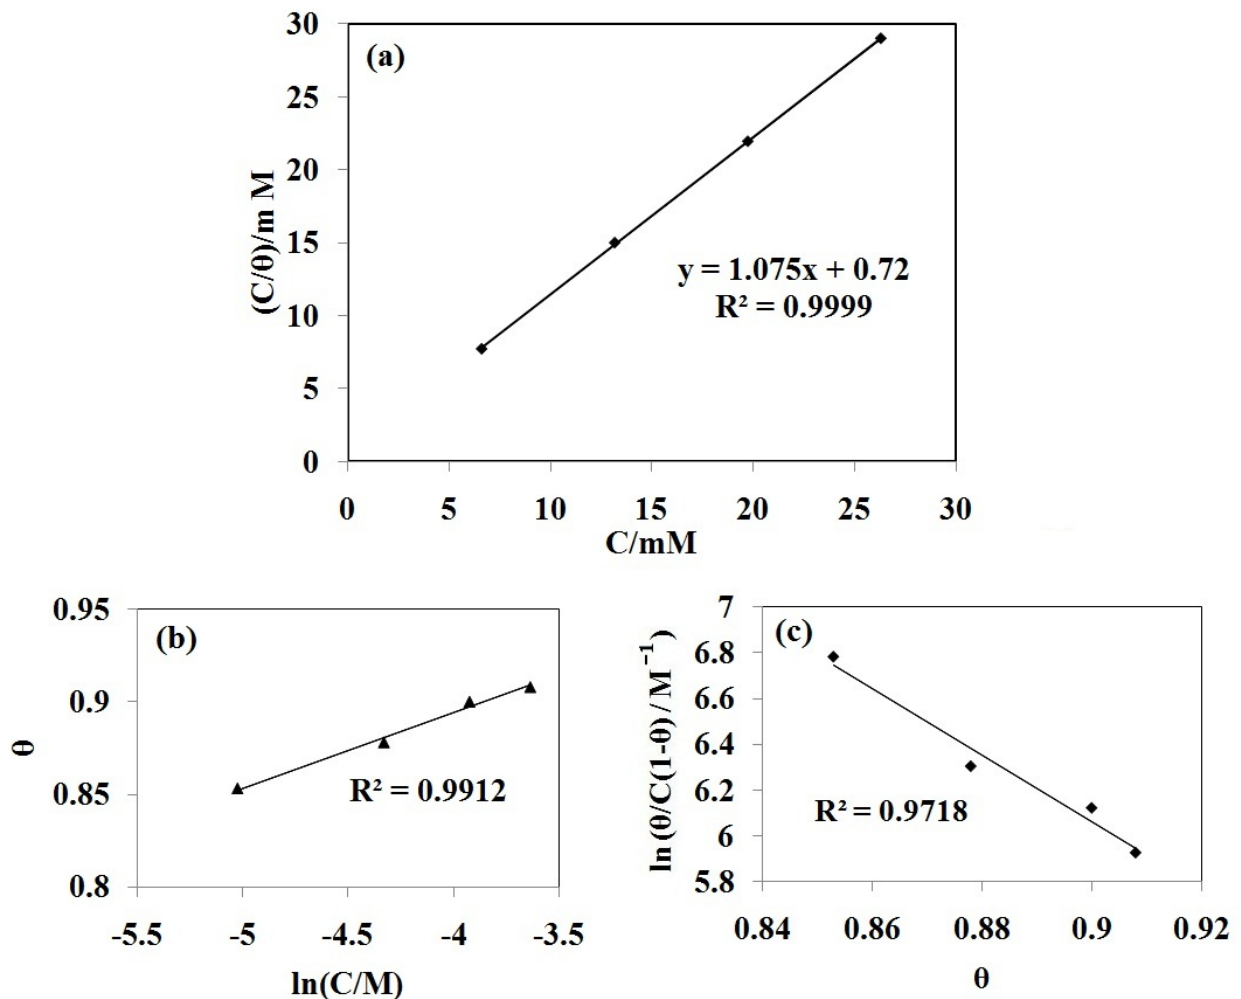 (a)
30
25
20
15
10
5
0
(C/θ)/m M
y = 1.075x + 0.72
R² = 0.9999
0 5 10 15 20 25 30
C/mM
(b)
0.95
0.9
0.85
0.8
θ
R² = 0.9912
-5.5 -5 -4.5 -4 -3.5
ln(C/M)
(c)
7
6.8
6.6
6.4
6.2
6
5.8
ln (θ/C(1-θ) / M⁻¹)
R² = 0.9718
0.84 0.86 0.88 0.9 0.92
θ